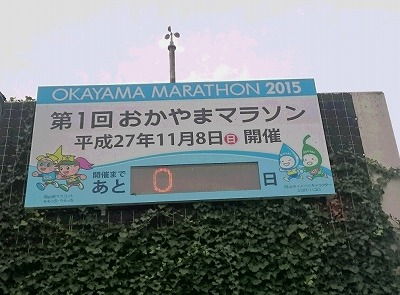 OKAYAMA MARATHON 2015
第1回おかやまマラソン
平成27年11月8日(日)開催
開催まで
あと 0 日